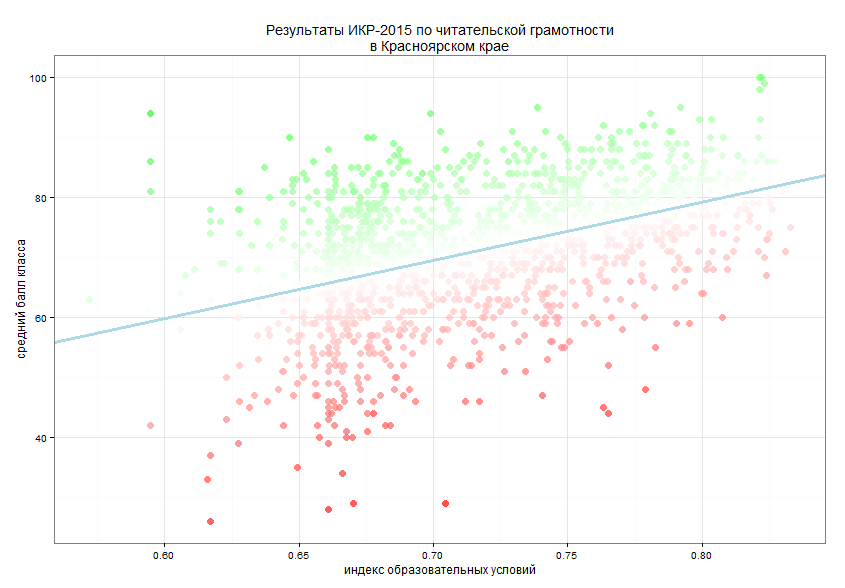 Результаты ИКР-2015 по читательской грамотности
в Красноярском крае
средний балл класса
100
80
60
40
0.60 0.65 0.70 0.75 0.80
индекс образовательных условий